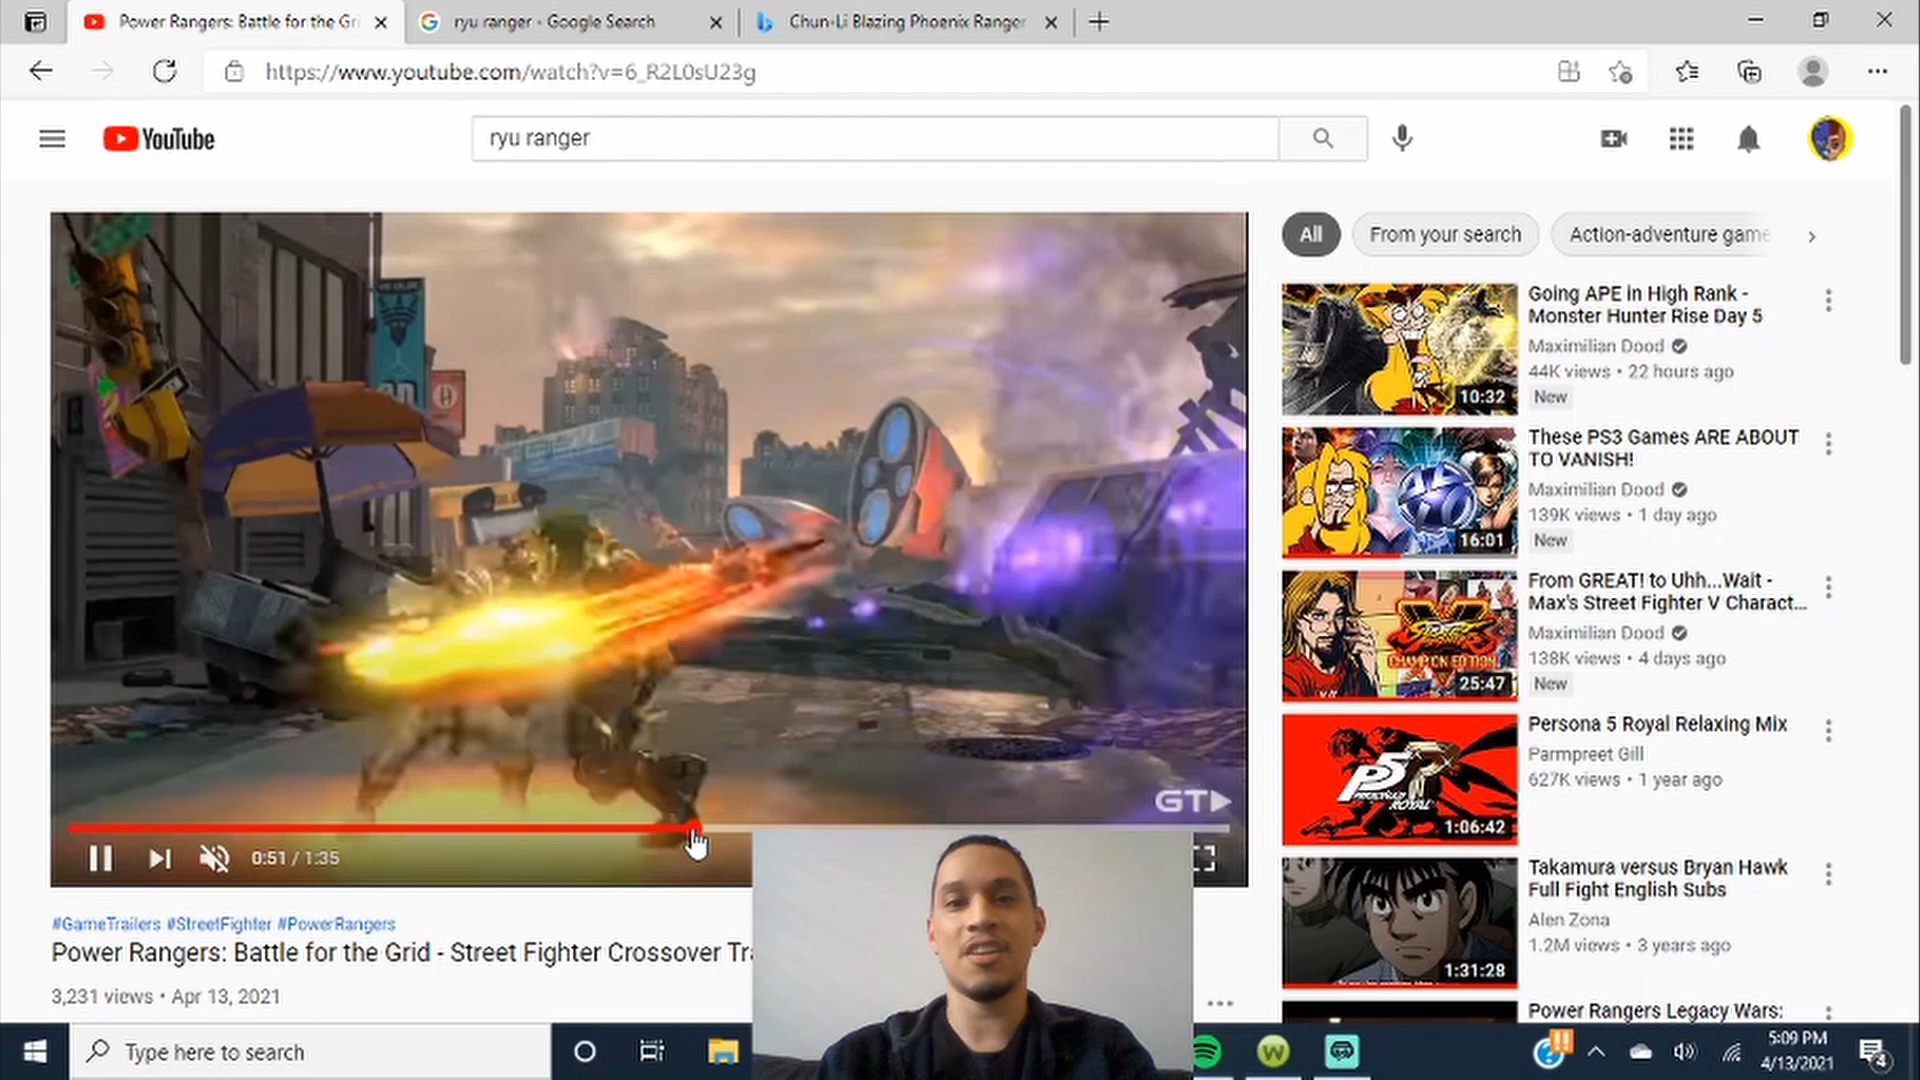 Power Rangers: Battle for the Gri
ryu ranger - Google Search
Chun-Li Blazing Phoenix Ranger
https://www.youtube.com/watch?v=6_R2L0sU23g
YouTube
ryu ranger
All
From your search
Action-adventure game
Going APE in High Rank -
Monster Hunter Rise Day 5
Maximilian Dood
44K views • 22 hours ago
New
10:32
These PS3 Games ARE ABOUT
TO VANISH!
Maximilian Dood
139K views • 1 day ago
New
16:01
From GREAT! to Uhh...Wait -
Max's Street Fighter V Charact...
Maximilian Dood
138K views • 4 days ago
New
25:47
CHAMPION EDITION
Persona 5 Royal Relaxing Mix
Parmpreet Gill
627K views • 1 year ago
P5
ROYAL
1:06:42
Takamura versus Bryan Hawk
Full Fight English Subs
Alen Zona
1.2M views • 3 years ago
1:31:28
Power Rangers Legacy Wars:
GT
0:51 / 1:35
#GameTrailers #StreetFighter #PowerRangers
Power Rangers: Battle for the Grid - Street Fighter Crossover Tra
3,231 views • Apr 13, 2021
Type here to search
W
5:09 PM
4/13/2021
4